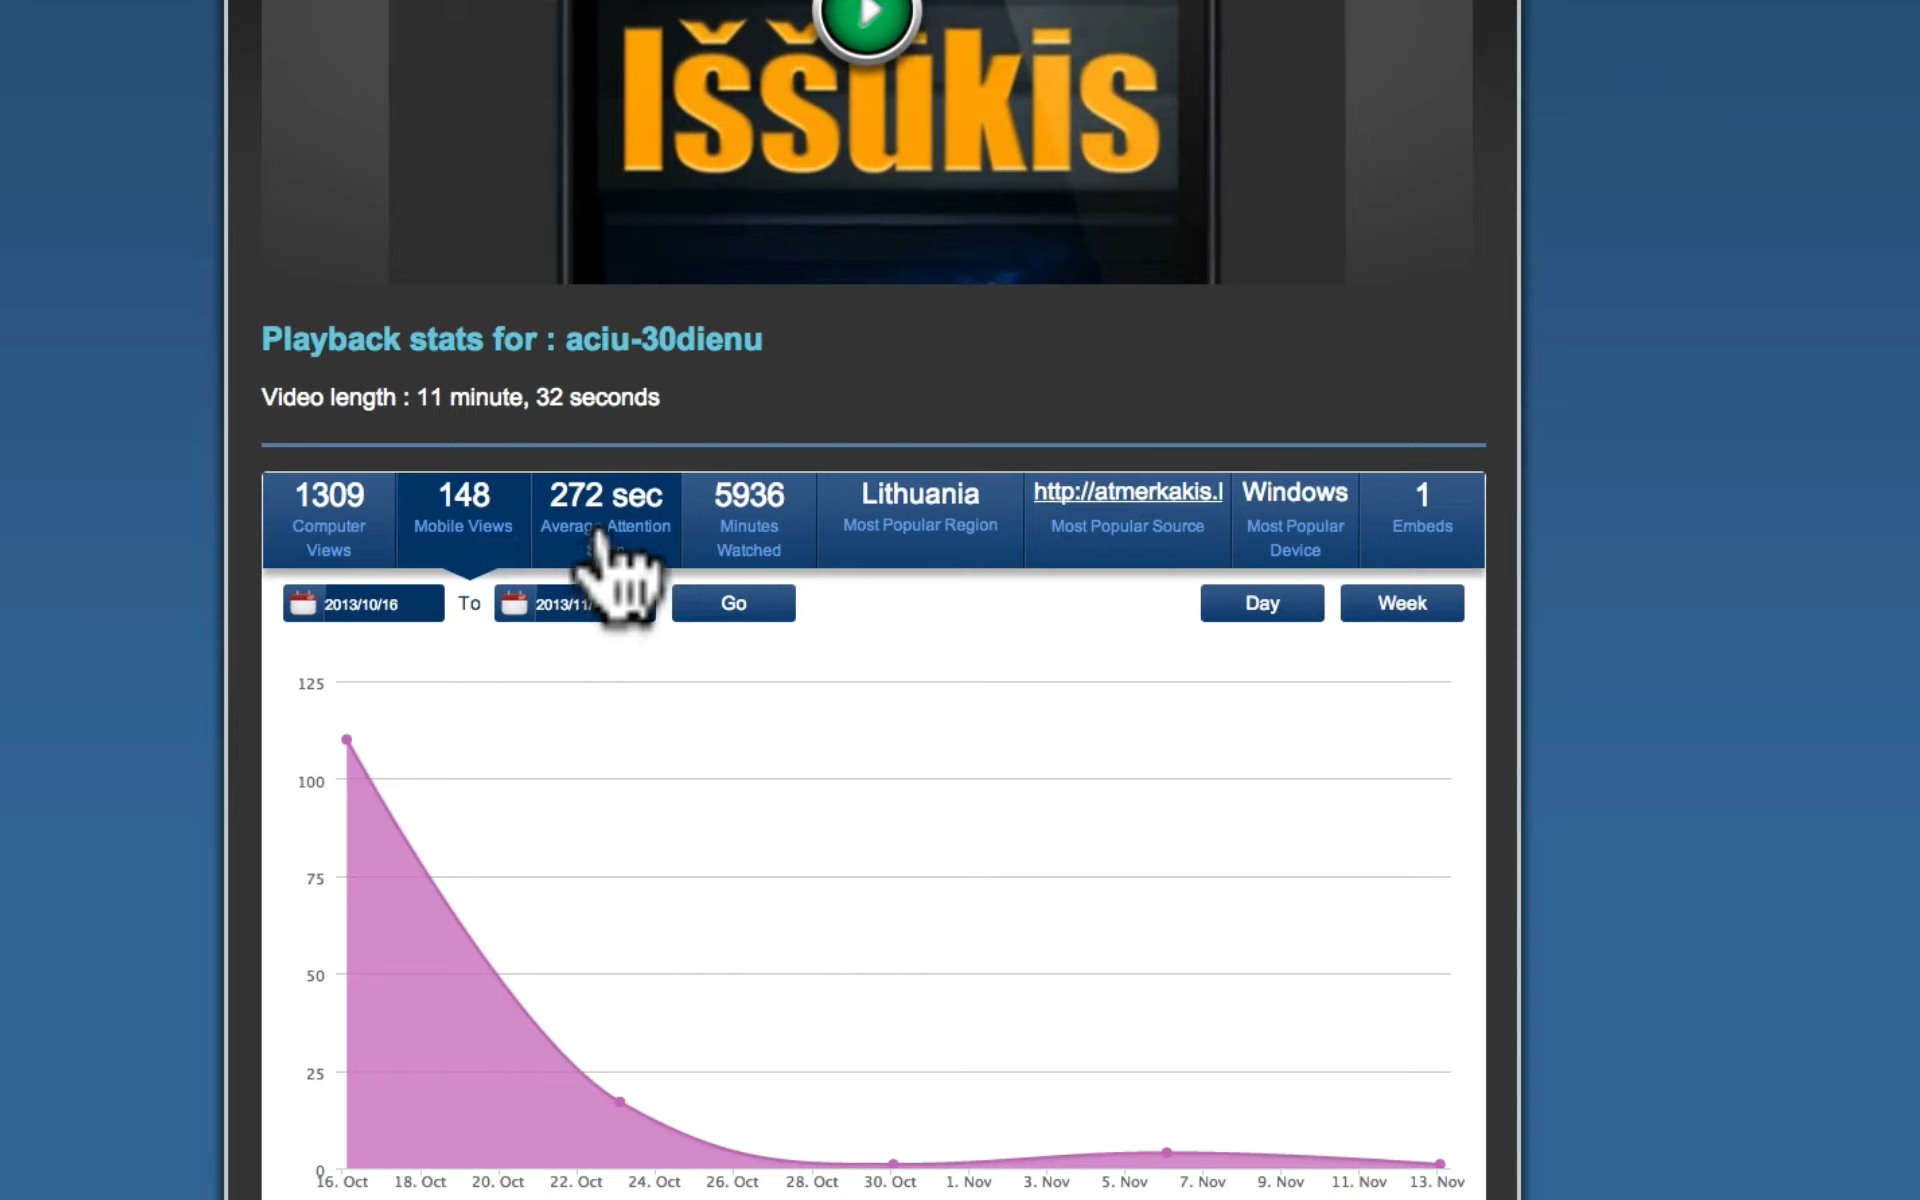 Iššūkis
Playback stats for : aciu-30dienu
Video length : 11 minute, 32 seconds
1309 148 272 sec 5936 Lithuania http://atmerkakis.l Windows 1
Computer Mobile Views Average Attention Minutes Most Popular Region Most Popular Source Most Popular Embeds
Views Watched Device
2013/10/16 To 2013/11/ Go Day Week
125
100
75
50
25
0
16. Oct 18. Oct 20. Oct 22. Oct 24. Oct 26. Oct 28. Oct 30. Oct 1. Nov 3. Nov 5. Nov 7. Nov 9. Nov 11. Nov 13. Nov